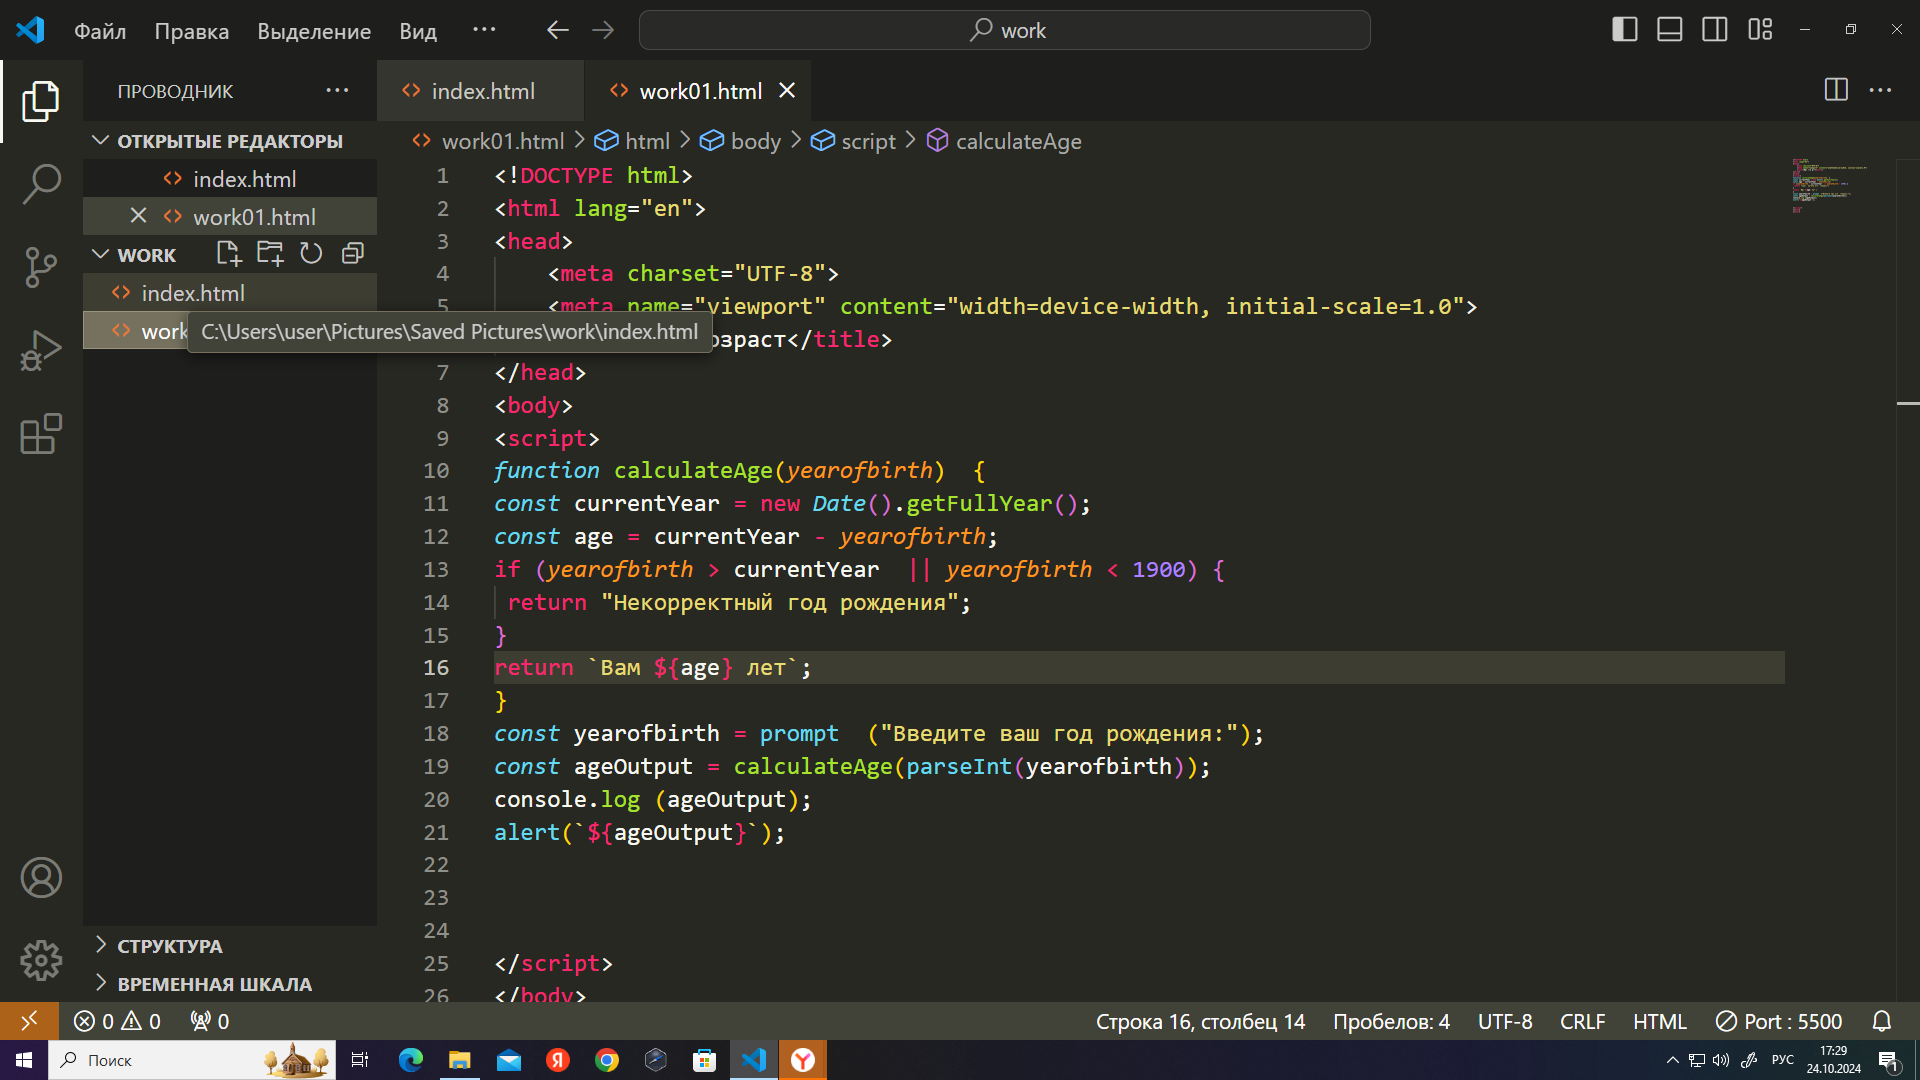 Файл Правка Выделение Вид ··· work
ПРОВОДНИК ···
index.html work01.html
ОТКРЫТЫЕ РЕДАКТОРЫ
index.html
work01.html
WORK
index.html
work
C:\Users\user\Pictures\Saved Pictures\work\index.html
СТРУКТУРА
ВРЕМЕННАЯ ШКАЛА
work01.html > html > body > script > calculateAge
1 <!DOCTYPE html>
2 <html lang="en">
3 <head>
4 <meta charset="UTF-8">
5 <meta name="viewport" content="width=device-width, initial-scale=1.0">
озраст</title>
7 </head>
8 <body>
9 <script>
10 function calculateAge(yearofbirth)  {
11 const currentYear = new Date().getFullYear();
12 const age = currentYear - yearofbirth;
13 if (yearofbirth > currentYear  || yearofbirth < 1900) {
14 return "Некорректный год рождения";
15 }
16 return `Вам ${age} лет`;
17 }
18 const yearofbirth = prompt  ("Введите ваш год рождения:");
19 const ageOutput = calculateAge(parseInt(yearofbirth));
20 console.log (ageOutput);
21 alert(`${ageOutput}`);
22
23
24
25 </script>
26 </body>
0 0 0 Строка 16, столбец 14 Пробелов: 4 UTF-8 CRLF HTML Port : 5500
Поиск
РУС
17:29
24.10.2024
1